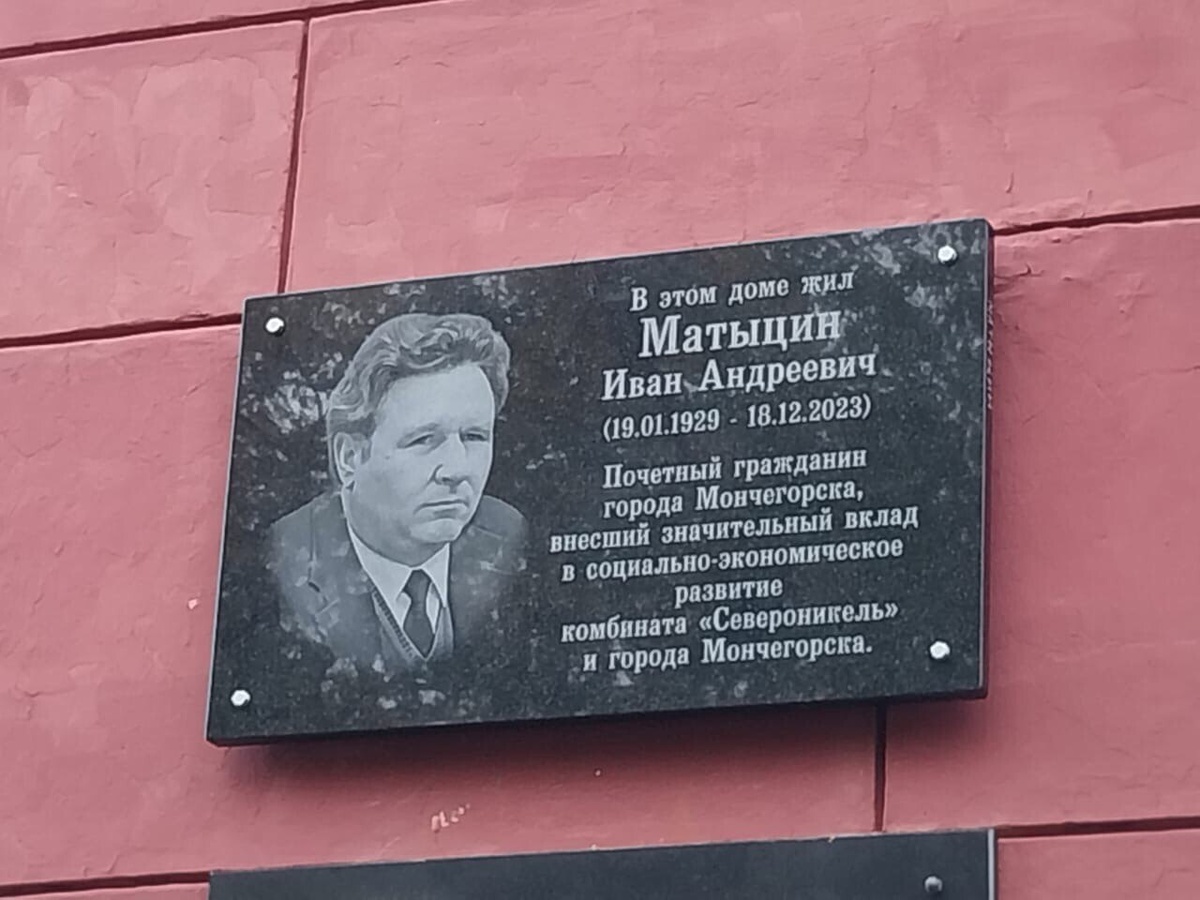 В этом доме жил
Матыцин
Иван Андреевич
(19.01.1929 - 18.12.2023)
Почетный гражданин
города Мончегорска,
внесший значительный вклад
в социально-экономическое
развитие
комбината «Североникель»
и города Мончегорска.